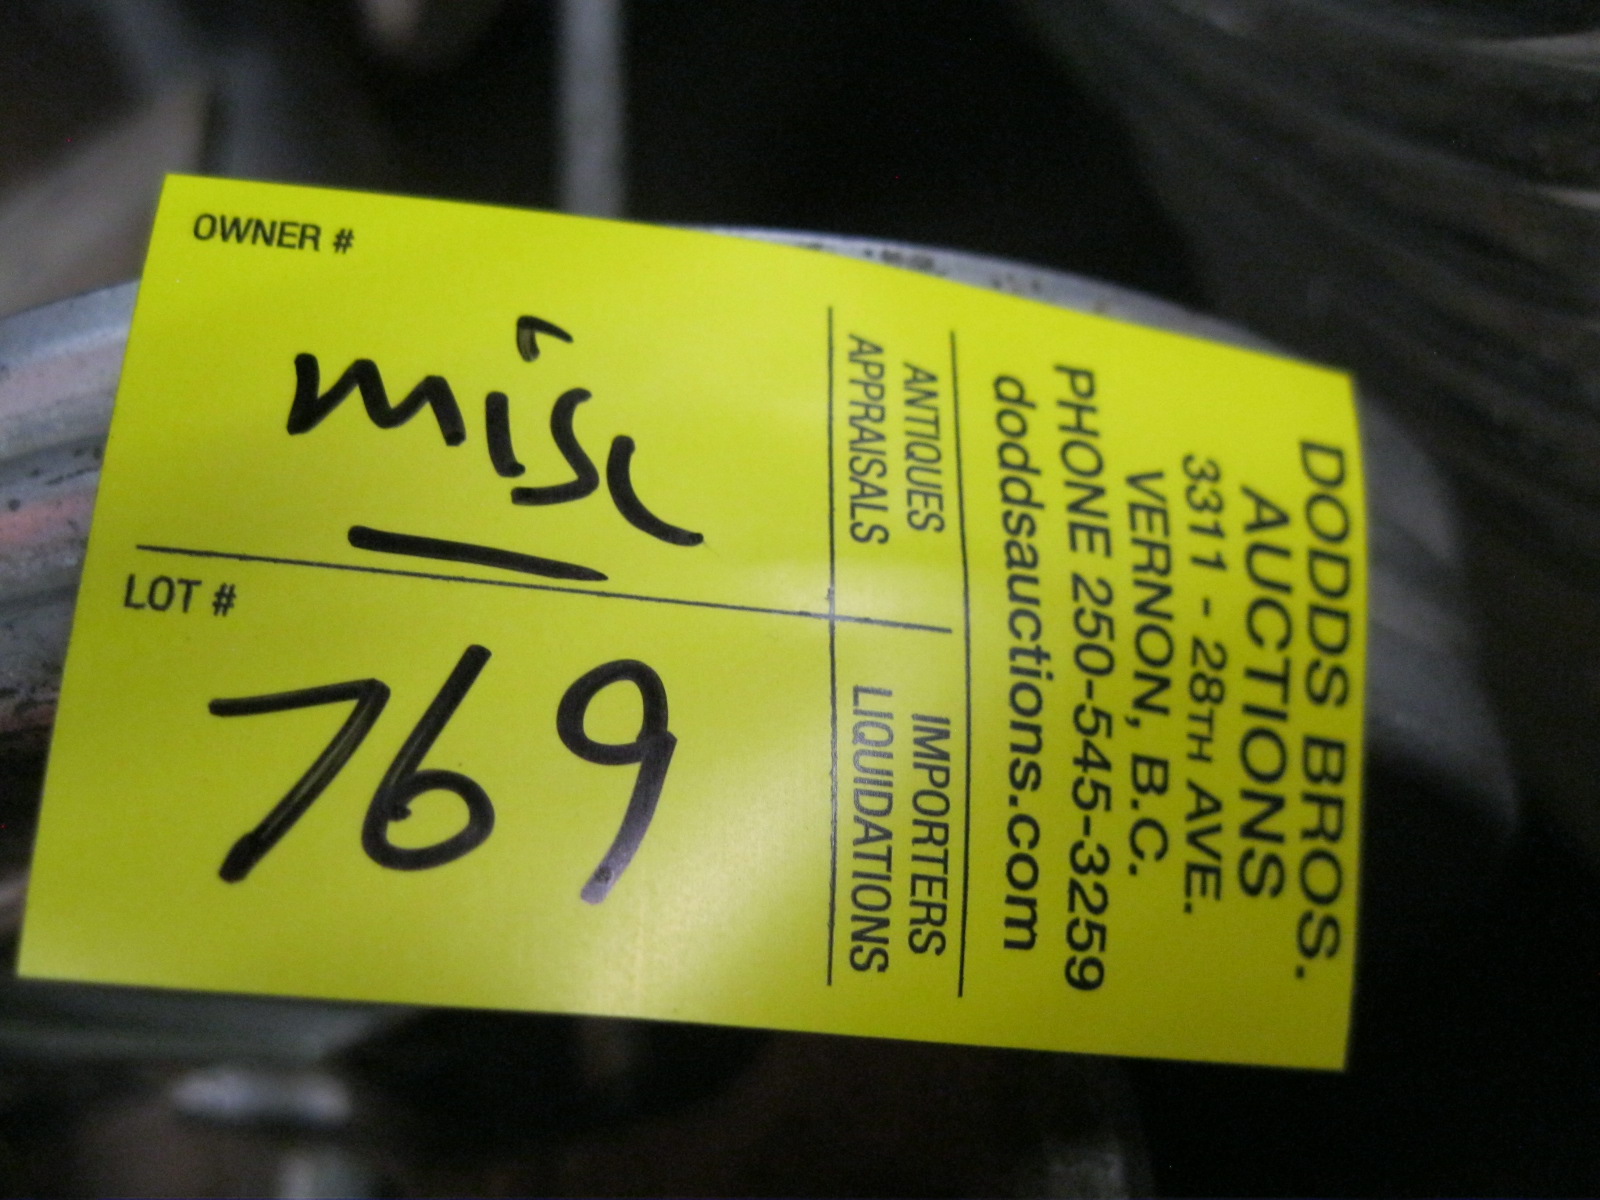 OWNER #
misc
LOT #
769
DODDS BROS.
AUCTIONS
3311 - 28TH AVE.
VERNON, B.C.
PHONE 250-545-3259
doddsauctions.com
ANTIQUES
APPRAISALS
IMPORTERS
LIQUIDATIONS